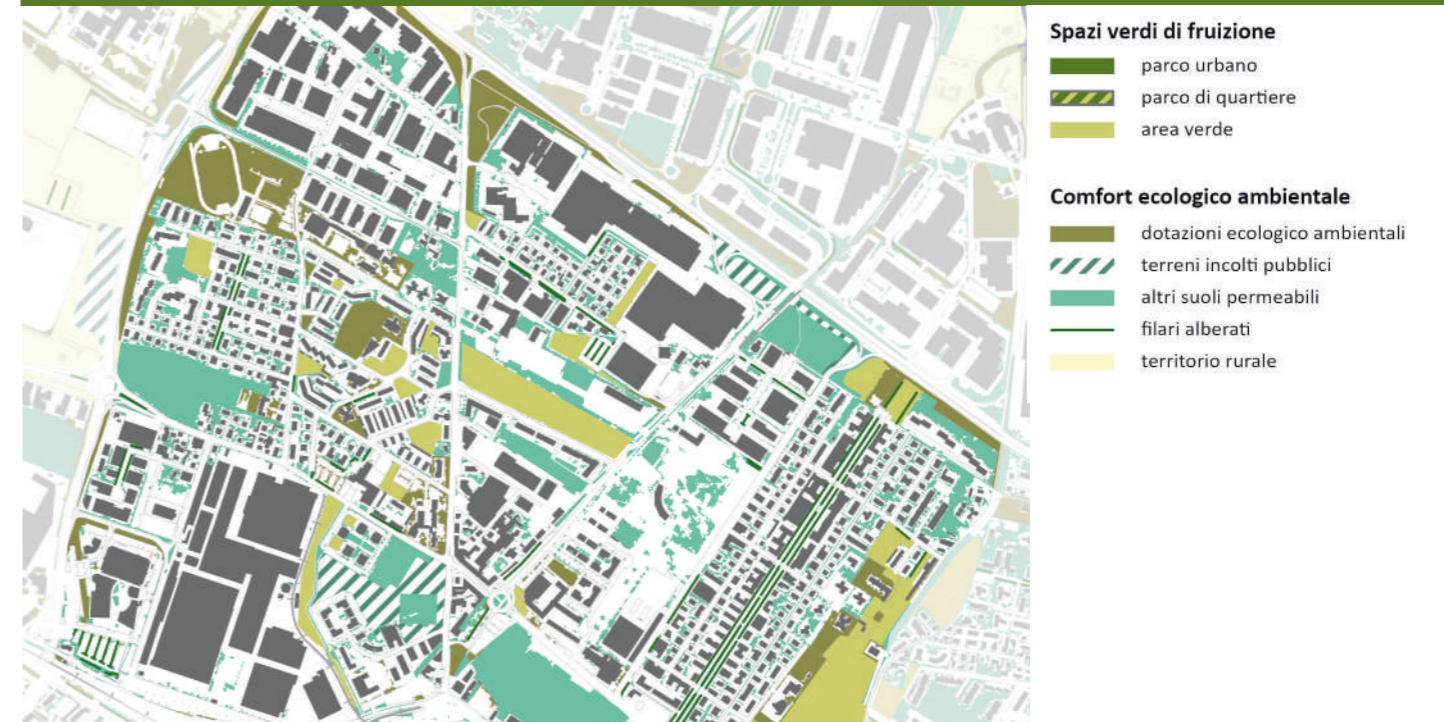 Spazi verdi di fruizione
parco urbano
parco di quartiere
area verde
Comfort ecologico ambientale
dotazioni ecologico ambientali
terreni incolti pubblici
altri suoli permeabili
filari alberati
territorio rurale